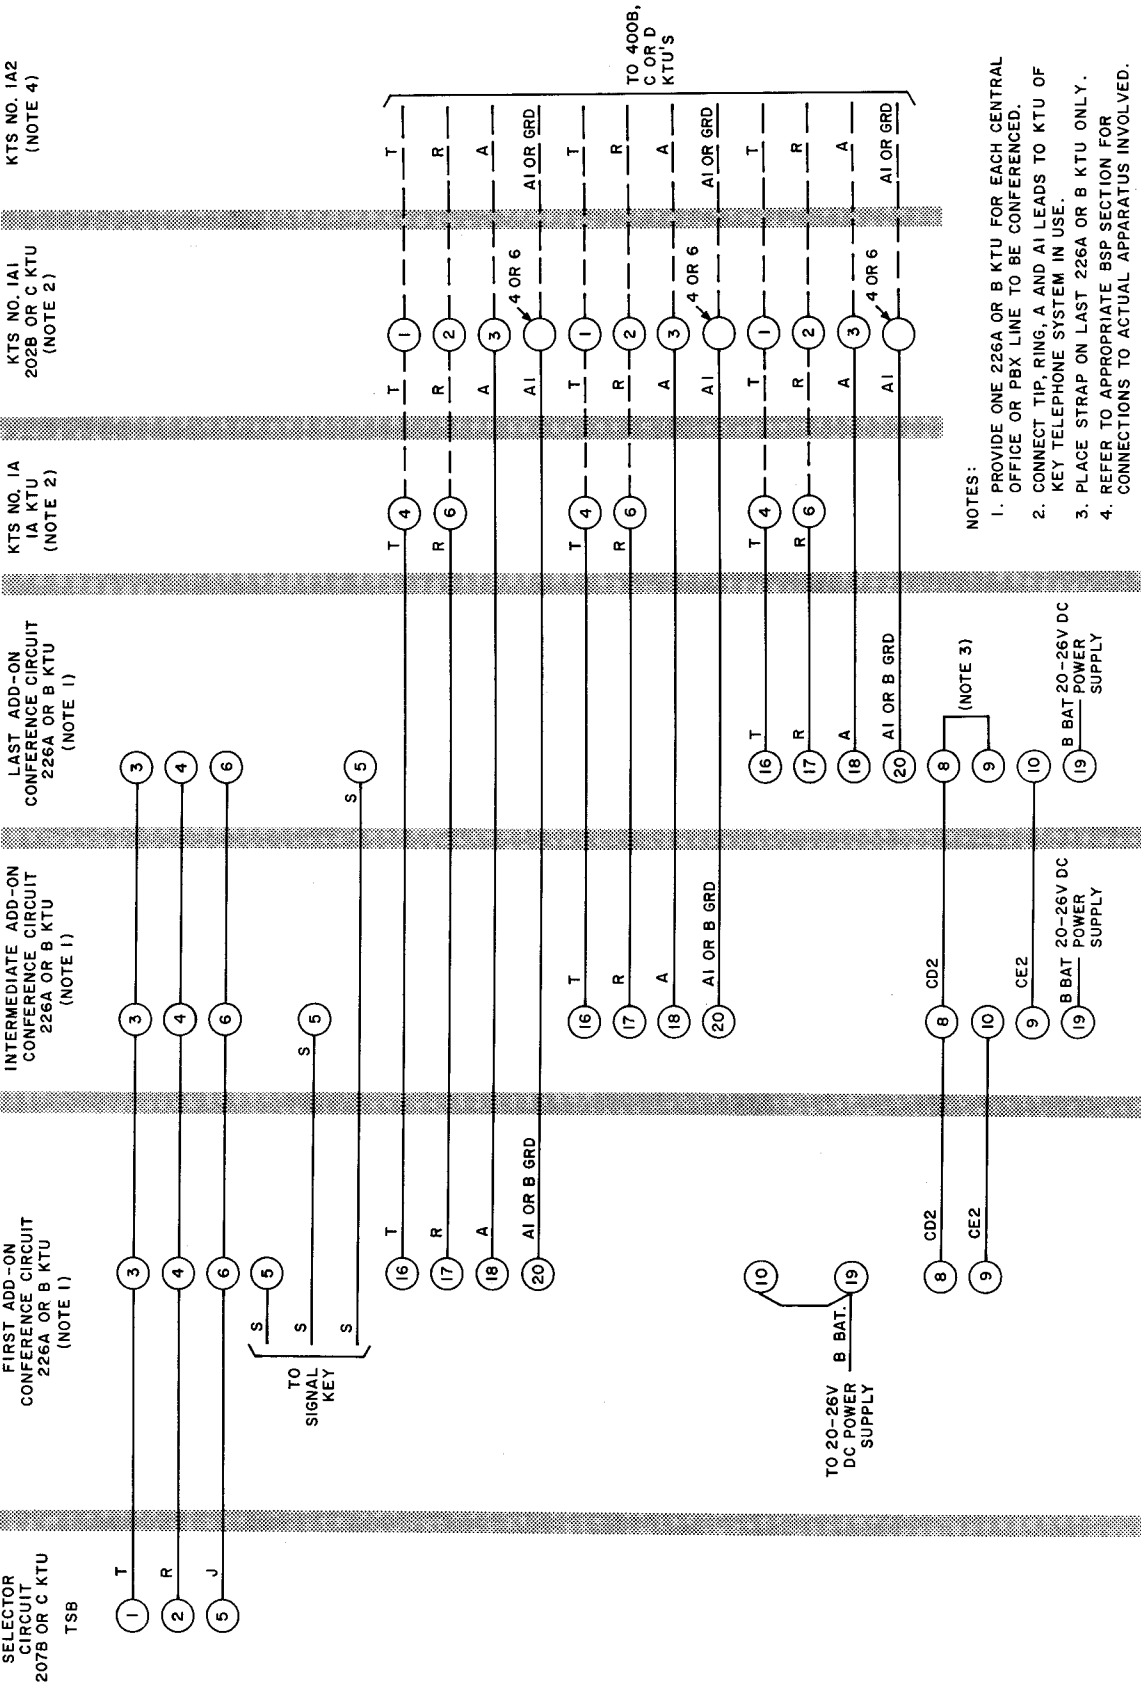 SELECTOR
CIRCUIT
207B OR C KTU
TSB
FIRST ADD-ON
CONFERENCE CIRCUIT
226A OR B KTU
(NOTE 1)
INTERMEDIATE ADD-ON
CONFERENCE CIRCUIT
226A OR B KTU
(NOTE 1)
LAST ADD-ON
CONFERENCE CIRCUIT
226A OR B KTU
(NOTE 1)
KTS NO. 1A
1A KTU
(NOTE 2)
KTS NO. 1A1
202B OR C KTU
(NOTE 2)
KTS NO. 1A2
(NOTE 4)
1 T 3 3 3
2 R 4 4 4
5 J 6 6 6
S 5
S S 5
S S 5
TO
SIGNAL
KEY
16 T T 4 T 1 T
17 R R 6 R 2 R
18 A A 3 A
20 A1 OR B GRD A1 4 OR 6 A1 OR GRD
16 T T 4 T 1 T
17 R R 6 R 2 R
18 A A 3 A
20 A1 OR B GRD A1 4 OR 6 A1 OR GRD
16 T T 4 T 1 T
17 R R 6 R 2 R
18 A A 3 A
20 A1 OR B GRD A1 4 OR 6 A1 OR GRD
TO 400B,
C OR D
KTU'S
10
19
B BAT.
TO 20-26V
DC POWER
SUPPLY
8 CD2 8 CD2 8
9 CE2 10 9
(NOTE 3)
9 CE2 10
19 B BAT 20-26V DC
POWER
SUPPLY
19 B BAT 20-26V DC
POWER
SUPPLY
NOTES:
1. PROVIDE ONE 226A OR B KTU FOR EACH CENTRAL
OFFICE OR PBX LINE TO BE CONFERENCED.
2. CONNECT TIP, RING, A AND A1 LEADS TO KTU OF
KEY TELEPHONE SYSTEM IN USE.
3. PLACE STRAP ON LAST 226A OR B KTU ONLY.
4. REFER TO APPROPRIATE BSP SECTION FOR
CONNECTIONS TO ACTUAL APPARATUS INVOLVED.